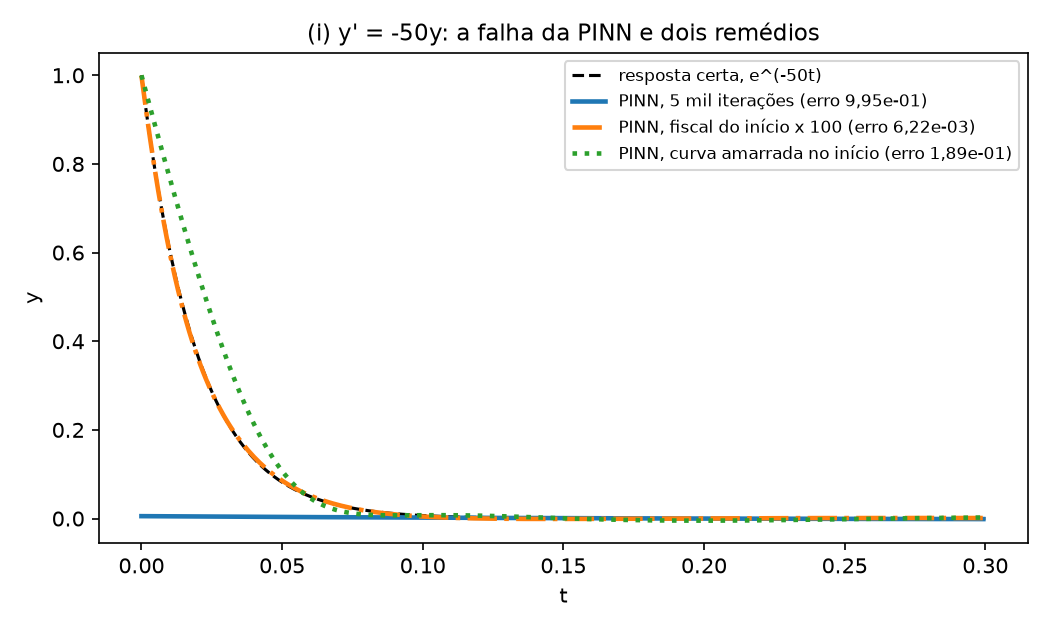 (i) y' = -50y: a falha da PINN e dois remédios
resposta certa, e^(-50t)
PINN, 5 mil iterações (erro 9,95e-01)
PINN, fiscal do início x 100 (erro 6,22e-03)
PINN, curva amarrada no início (erro 1,89e-01)
1.0
0.8
0.6
0.4
0.2
0.0
y
0.00 0.05 0.10 0.15 0.20 0.25 0.30
t